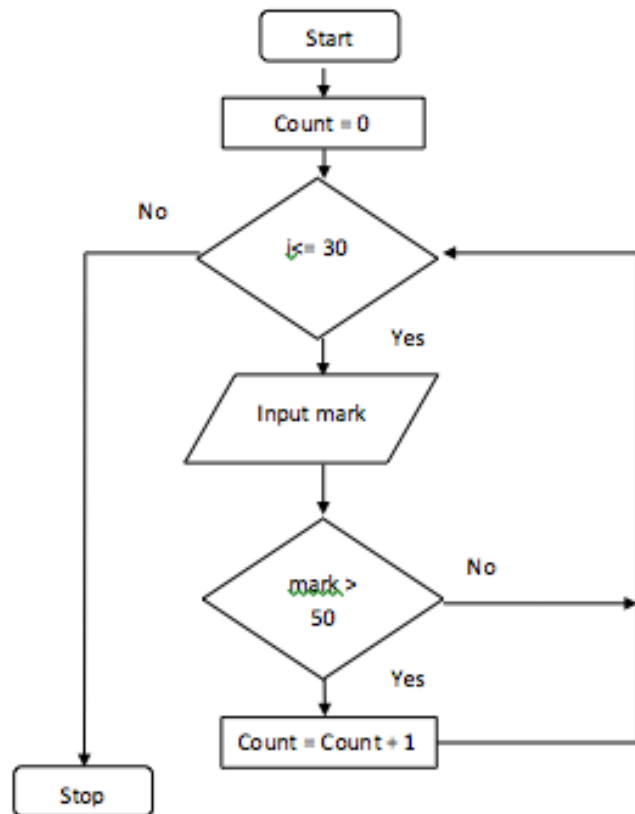 Start
Count = 0
No
i<= 30
Yes
Input mark
mark >
50
No
Yes
Count = Count + 1
Stop